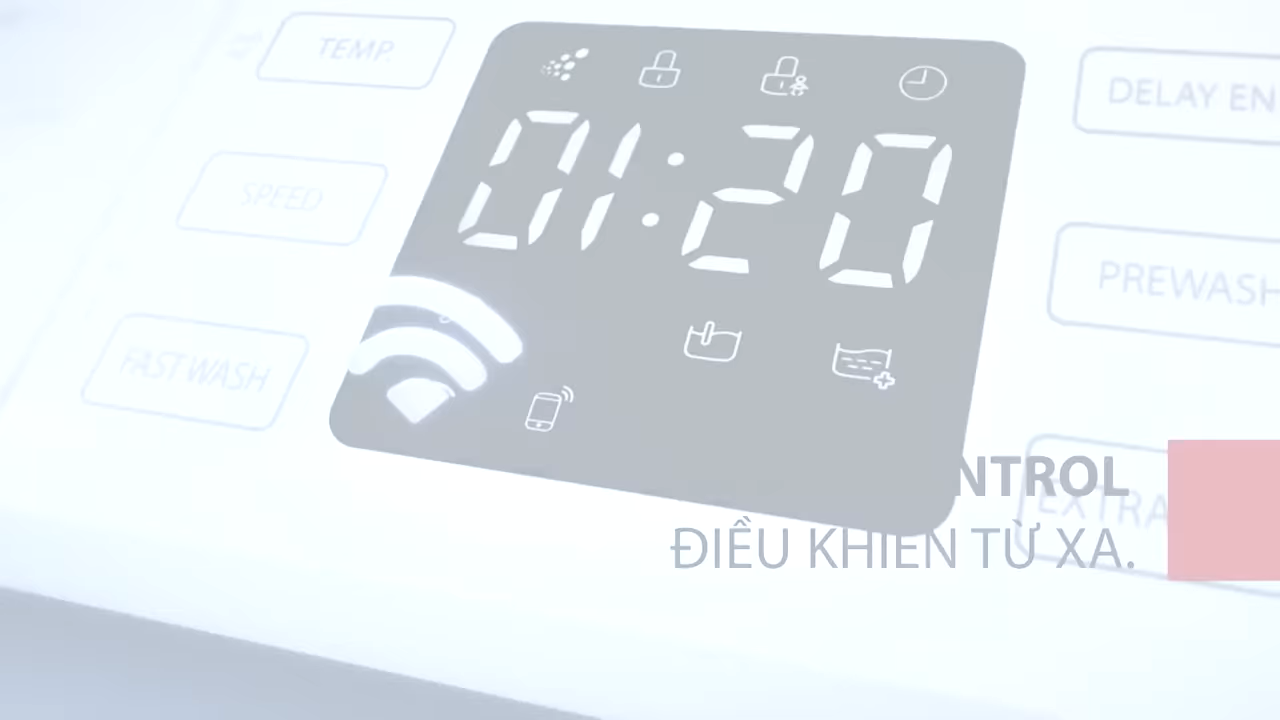 TEMP.
01:20
DELAY EN
SPEED
PREWASH
FAST WASH
NTROL
EXTRA
ĐIỀU KHIỂN TỪ XA.